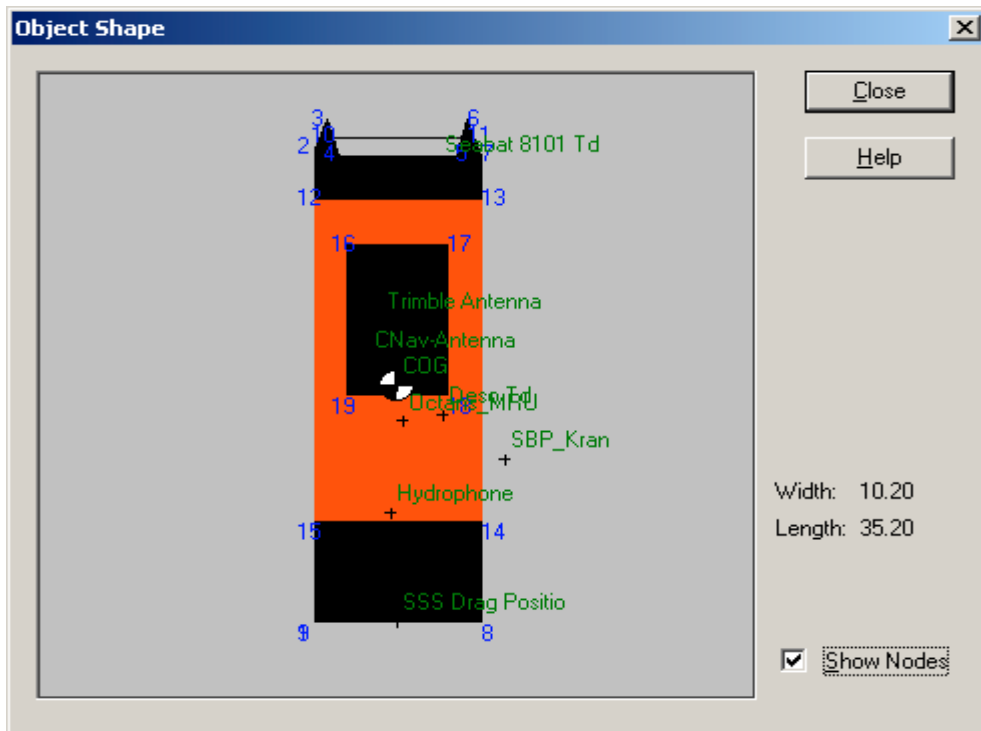 Object Shape
Close
Help
3 6
10 11
2 4 5 7 Seabat 8101 Td
12 13
16 17
Trimble Antenna
CNav-Antenna
COG
Deso Td
19 Octans_MRU 18
SBP_Kran
Width: 10.20
Hydrophone
Length: 35.20
15 14
SSS Drag Positio
9 8
Show Nodes